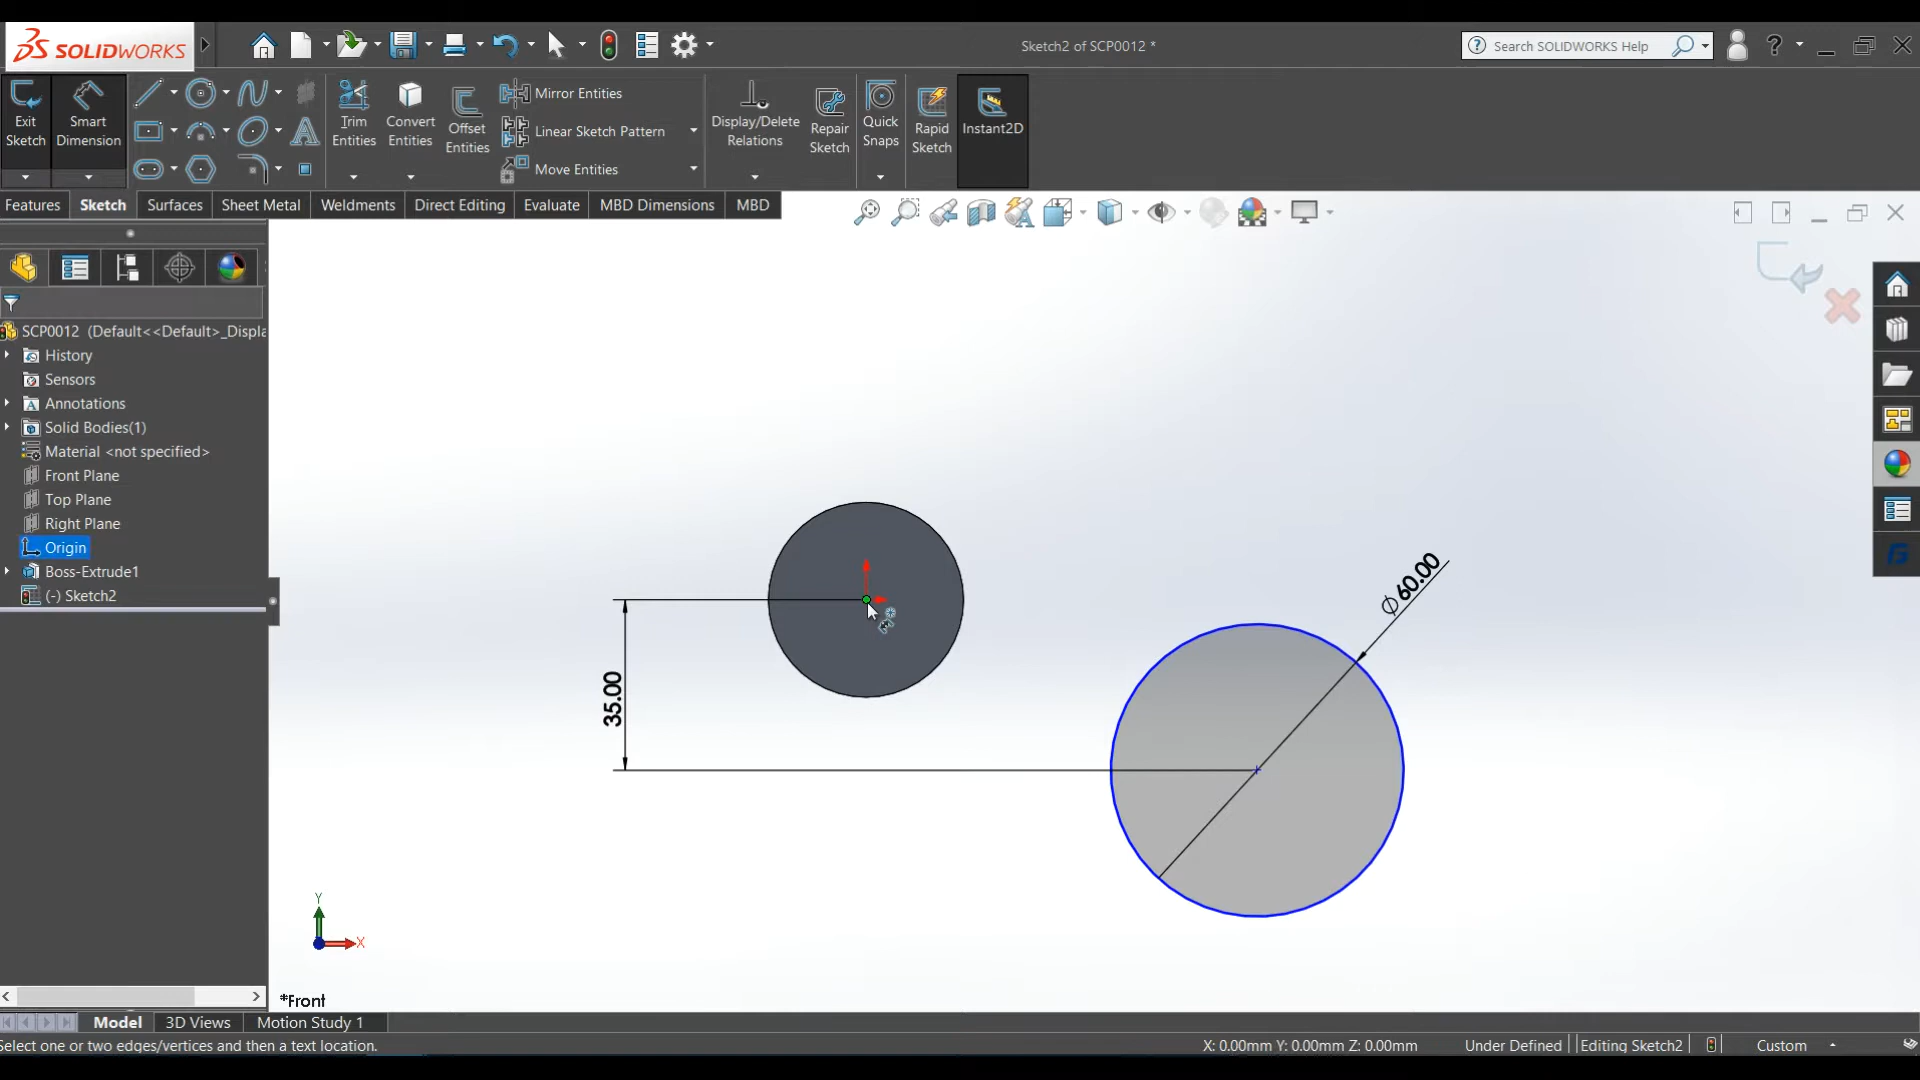 SOLIDWORKS
Sketch2 of SCP0012 *
Search SOLIDWORKS Help
Exit Sketch
Smart Dimension
Trim Entities
Convert Entities
Offset Entities
Mirror Entities
Linear Sketch Pattern
Move Entities
Display/Delete Relations
Repair Sketch
Quick Snaps
Rapid Sketch
Instant2D
Features
Sketch
Surfaces
Sheet Metal
Weldments
Direct Editing
Evaluate
MBD Dimensions
MBD
SCP0012 (Default<<Default>_Displa
History
Sensors
Annotations
Solid Bodies(1)
Material <not specified>
Front Plane
Top Plane
Right Plane
Origin
Boss-Extrude1
(-) Sketch2
∅60.00
35.00
Y
X
*Front
Model
3D Views
Motion Study 1
Select one or two edges/vertices and then a text location.
X: 0.00mm Y: 0.00mm Z: 0.00mm
Under Defined
Editing Sketch2
Custom